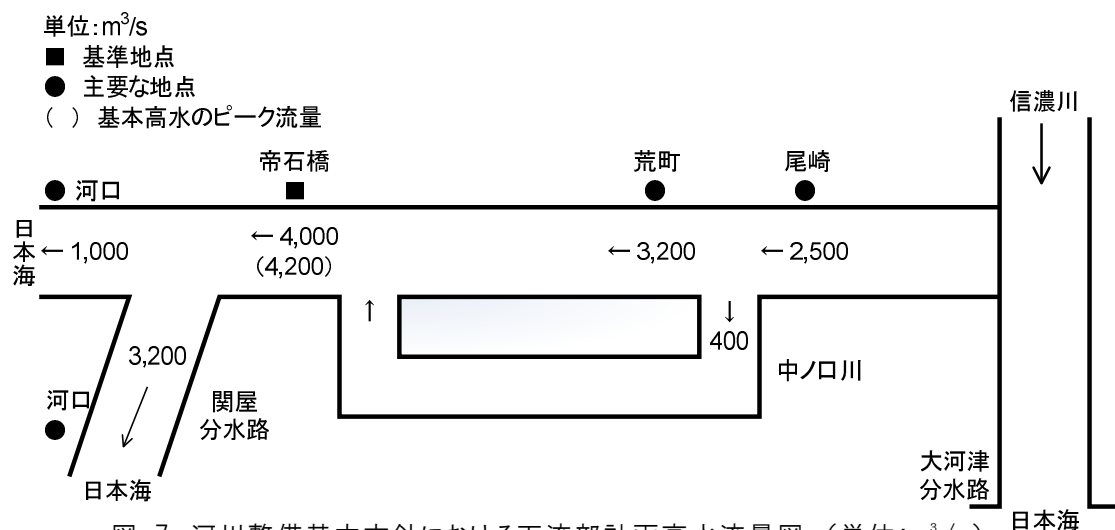 単位:m³/s
■ 基準地点
● 主要な地点
( ) 基本高水のピーク流量
信濃川
帝石橋
荒町
尾崎
● 河口
日本海
←1,000
←4,000
(4,200)
←3,200
←2,500
↑
↓
400
3,200
中ノ口川
河口
関屋
分水路
大河津
分水路
日本海
日本海